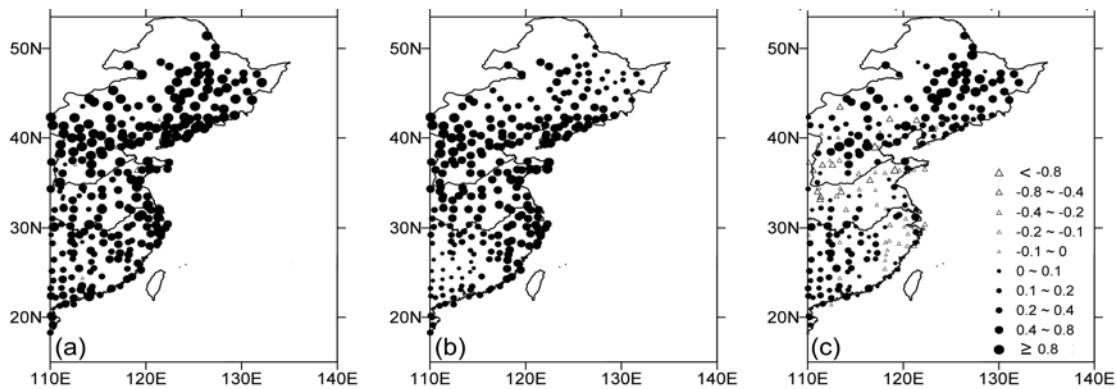 50N
40N
30N
20N
(a)
110E 120E 130E 140E
50N
40N
30N
20N
(b)
110E 120E 130E 140E
50N
40N
30N
20N
(c)
110E 120E 130E 140E
< -0.8
-0.8 ~ -0.4
-0.4 ~ -0.2
-0.2 ~ -0.1
-0.1 ~ 0
0 ~ 0.1
0.1 ~ 0.2
0.2 ~ 0.4
0.4 ~ 0.8
≥ 0.8